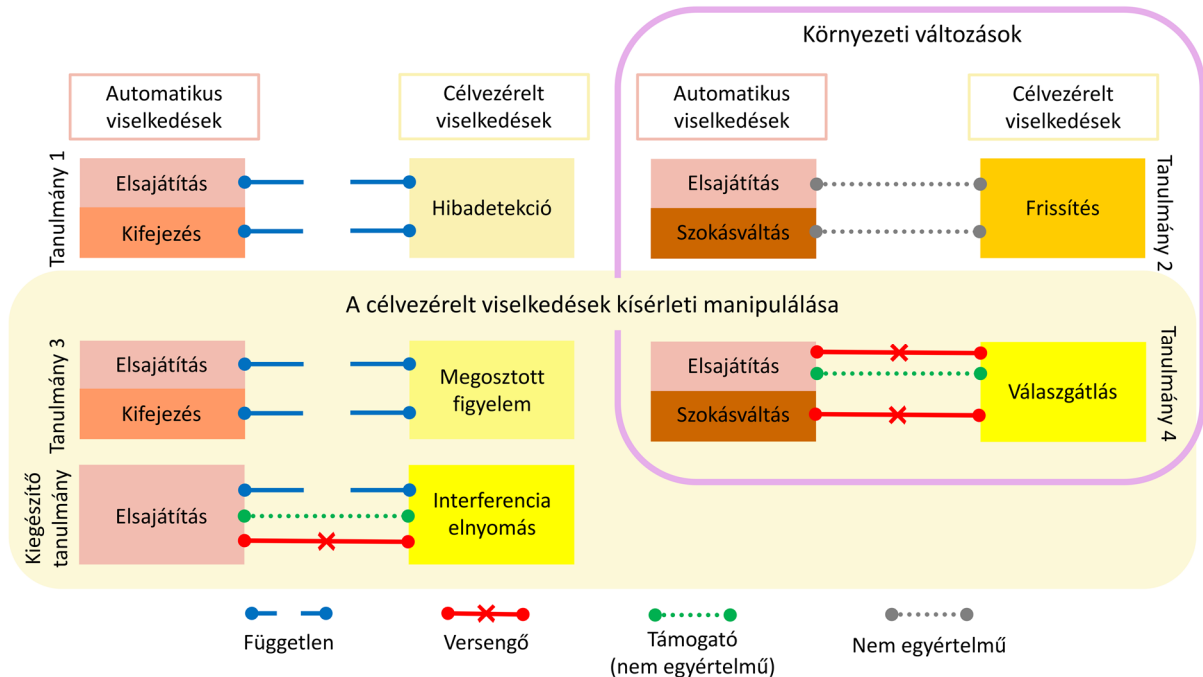 Környezeti változások
Automatikus
viselkedések
Célvezérelt
viselkedések
Automatikus
viselkedések
Célvezérelt
viselkedések
Tanulmány 1
Elsajátítás
Kifejezés
Hibadetekció
Elsajátítás
Szokásváltás
Frissítés
Tanulmány 2
A célvezérelt viselkedések kísérleti manipulálása
Tanulmány 3
Elsajátítás
Kifejezés
Megosztott
figyelem
Elsajátítás
Szokásváltás
Válaszgátlás
Tanulmány 4
Kiegészítő
tanulmány
Elsajátítás
Interferencia
elnyomás
Független
Versengő
Támogató
(nem egyértelmű)
Nem egyértelmű